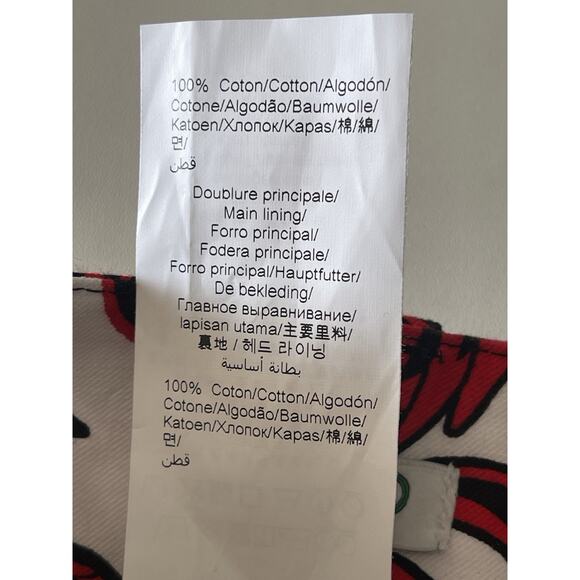 100% Coton/Cotton/Algodón/
Cotone/Algodão/Baumwolle/
Katoen/Хлопок/Kapas/棉/綿/
면/
قطن
Doublure principale/
Main lining/
Forro principal/
Fodera principale/
Forro principal/Hauptfutter/
De bekleding/
Главное выравнивание/
lapisan utama/主要里料/
裏地 / 헤드 라이닝
بطانة أساسية
100% Coton/Cotton/Algodón/
Cotone/Algodão/Baumwolle/
Katoen/Хлопок/Kapas/棉/綿/
면/
قطن